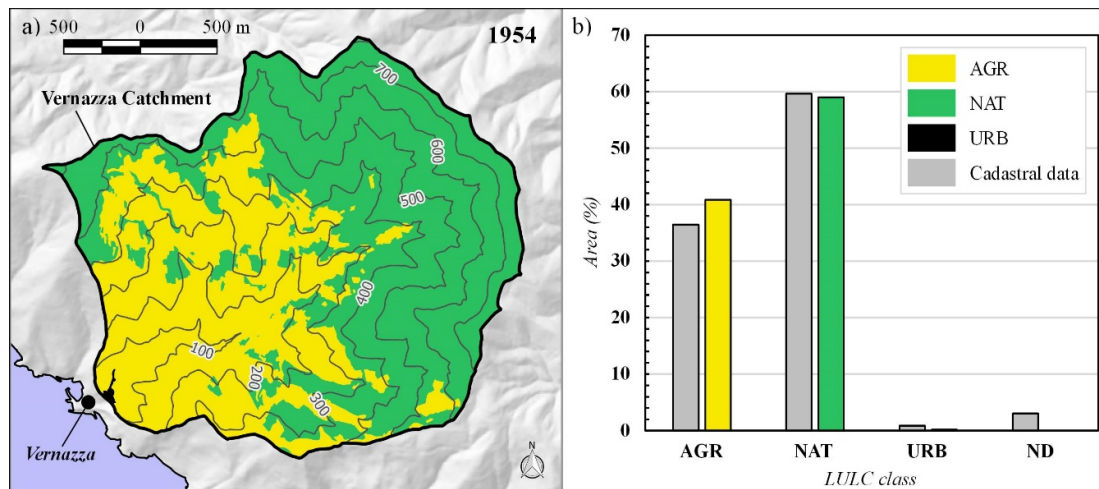 a) 500 0 500 m 1954
Vernazza Catchment
700
600
500
400
100
200
300
Vernazza
N
b)
70
60
50
40
30
20
10
0
Area (%)
AGR
NAT
URB
Cadastral data
AGR NAT URB ND
LULC class